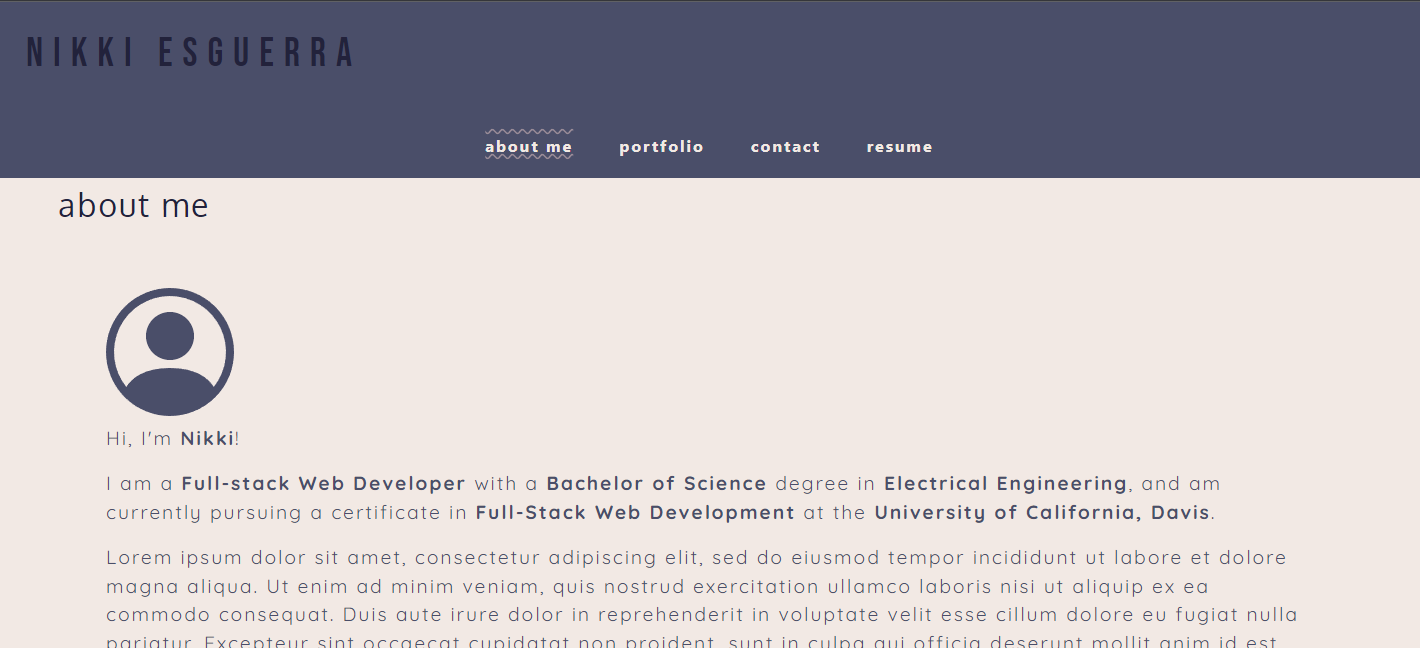 NIKKI ESGUERRA
about me portfolio contact resume
about me
Hi, I'm Nikki!
I am a Full-stack Web Developer with a Bachelor of Science degree in Electrical Engineering, and am
currently pursuing a certificate in Full-Stack Web Development at the University of California, Davis.
Lorem ipsum dolor sit amet, consectetur adipiscing elit, sed do eiusmod tempor incididunt ut labore et dolore
magna aliqua. Ut enim ad minim veniam, quis nostrud exercitation ullamco laboris nisi ut aliquip ex ea
commodo consequat. Duis aute irure dolor in reprehenderit in voluptate velit esse cillum dolore eu fugiat nulla
pariatur. Excepteur sint occaecat cupidatat non proident, sunt in culpa qui officia deserunt mollit anim id est